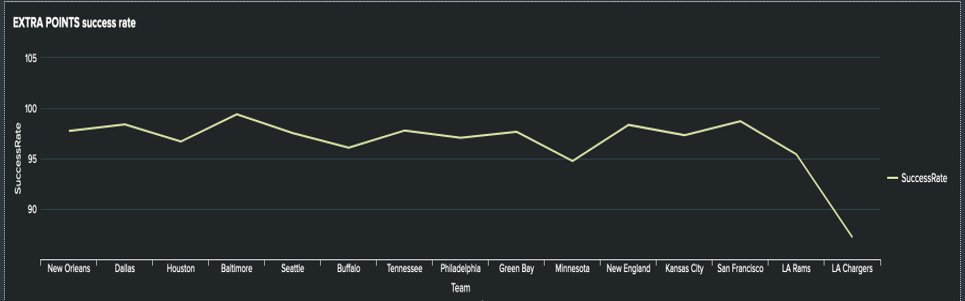 EXTRA POINTS success rate
105
100
95
90
SuccessRate
New Orleans Dallas Houston Baltimore Seattle Buffalo Tennessee Philadelphia Green Bay Minnesota New England Kansas City San Francisco LA Rams LA Chargers
Team
SuccessRate